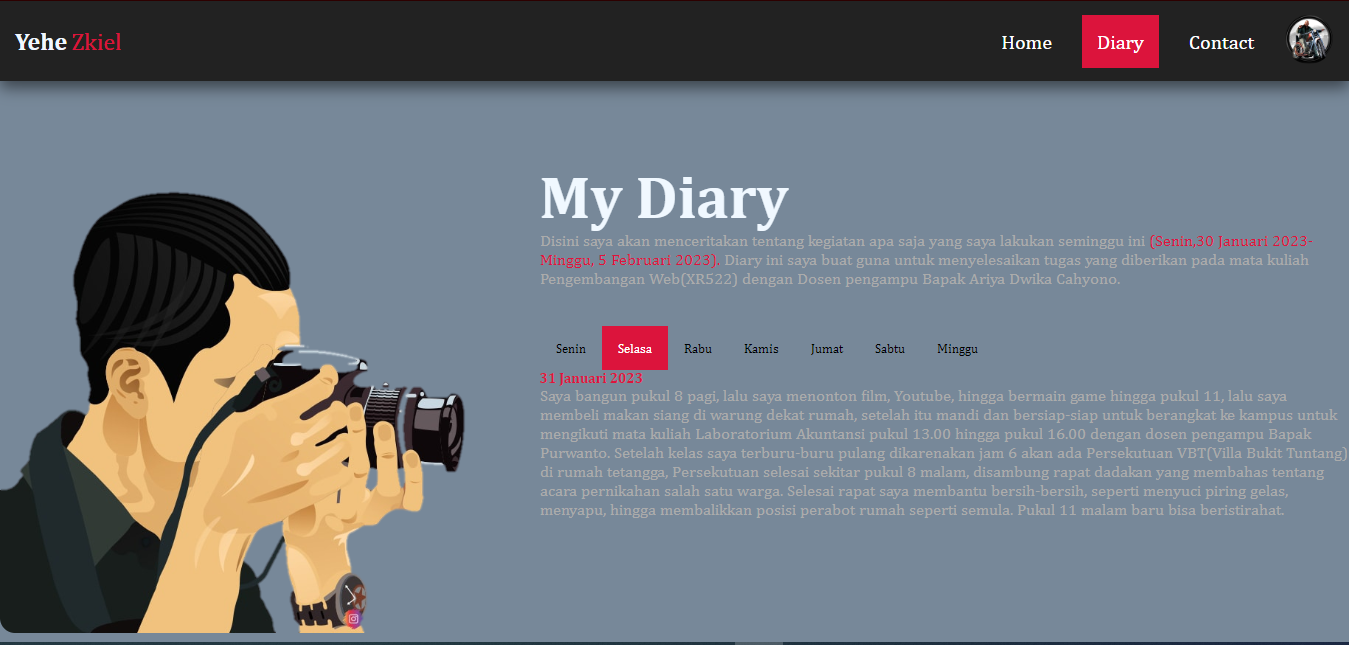 Yehe Zkiel
Home
Diary
Contact
My Diary
Disini saya akan menceritakan tentang kegiatan apa saja yang saya lakukan seminggu ini (Senin,30 Januari 2023-
Minggu, 5 Februari 2023). Diary ini saya buat guna untuk menyelesaikan tugas yang diberikan pada mata kuliah
Pengembangan Web(XR522) dengan Dosen pengampu Bapak Ariya Dwika Cahyono.
Senin
Selasa
Rabu
Kamis
Jumat
Sabtu
Minggu
31 Januari 2023
Saya bangun pukul 8 pagi, lalu saya menonton film, Youtube, hingga bermain game hingga pukul 11, lalu saya
membeli makan siang di warung dekat rumah, setelah itu mandi dan bersiap-siap untuk berangkat ke kampus untuk
mengikuti mata kuliah Laboratorium Akuntansi pukul 13.00 hingga pukul 16.00 dengan dosen pengampu Bapak
Purwanto. Setelah kelas saya terburu-buru pulang dikarenakan jam 6 akan ada Persekutuan VBT(Villa Bukit Tuntang)
di rumah tetangga, Persekutuan selesai sekitar pukul 8 malam, disambung rapat dadakan yang membahas tentang
acara pernikahan salah satu warga. Selesai rapat saya membantu bersih-bersih, seperti menyuci piring gelas,
menyapu, hingga membalikkan posisi perabot rumah seperti semula. Pukul 11 malam baru bisa beristirahat.